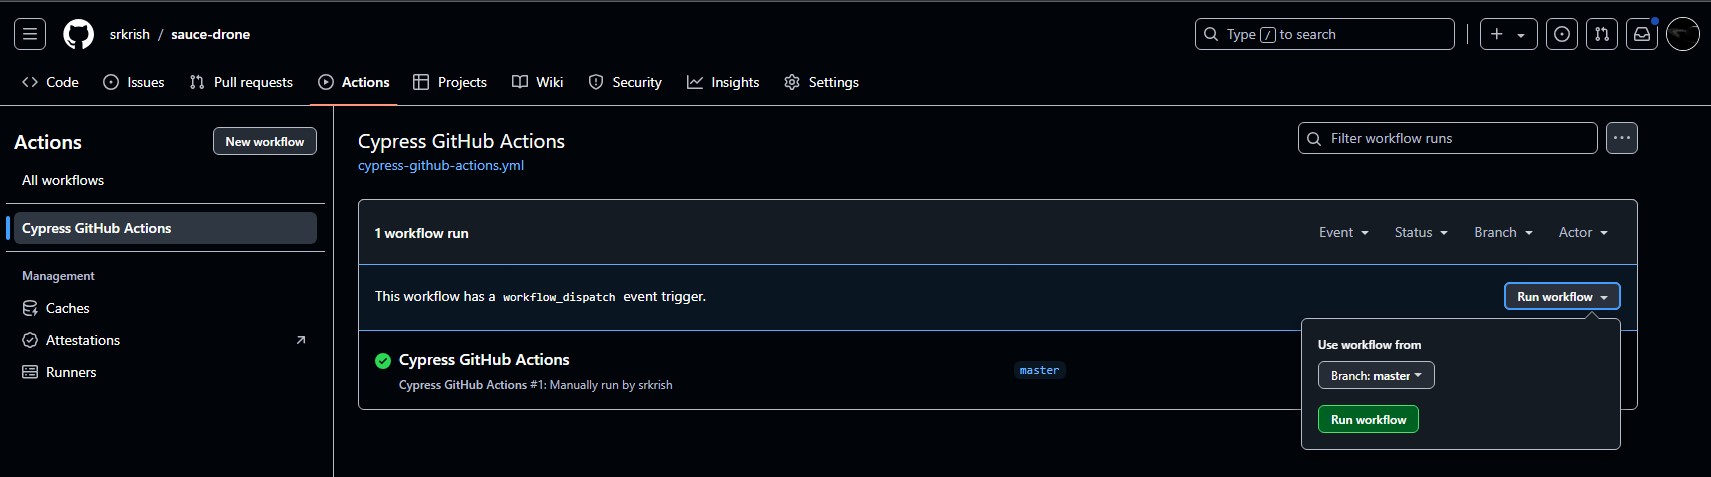 srkrish / sauce-drone
Type / to search
Code Issues Pull requests Actions Projects Wiki Security Insights Settings
Actions
New workflow
All workflows
Cypress GitHub Actions
Management
Caches
Attestations
Runners
Cypress GitHub Actions
cypress-github-actions.yml
Filter workflow runs
1 workflow run
Event Status Branch Actor
This workflow has a workflow_dispatch event trigger.
Run workflow
Cypress GitHub Actions
Cypress GitHub Actions #1: Manually run by srkrish
master
Use workflow from
Branch: master
Run workflow